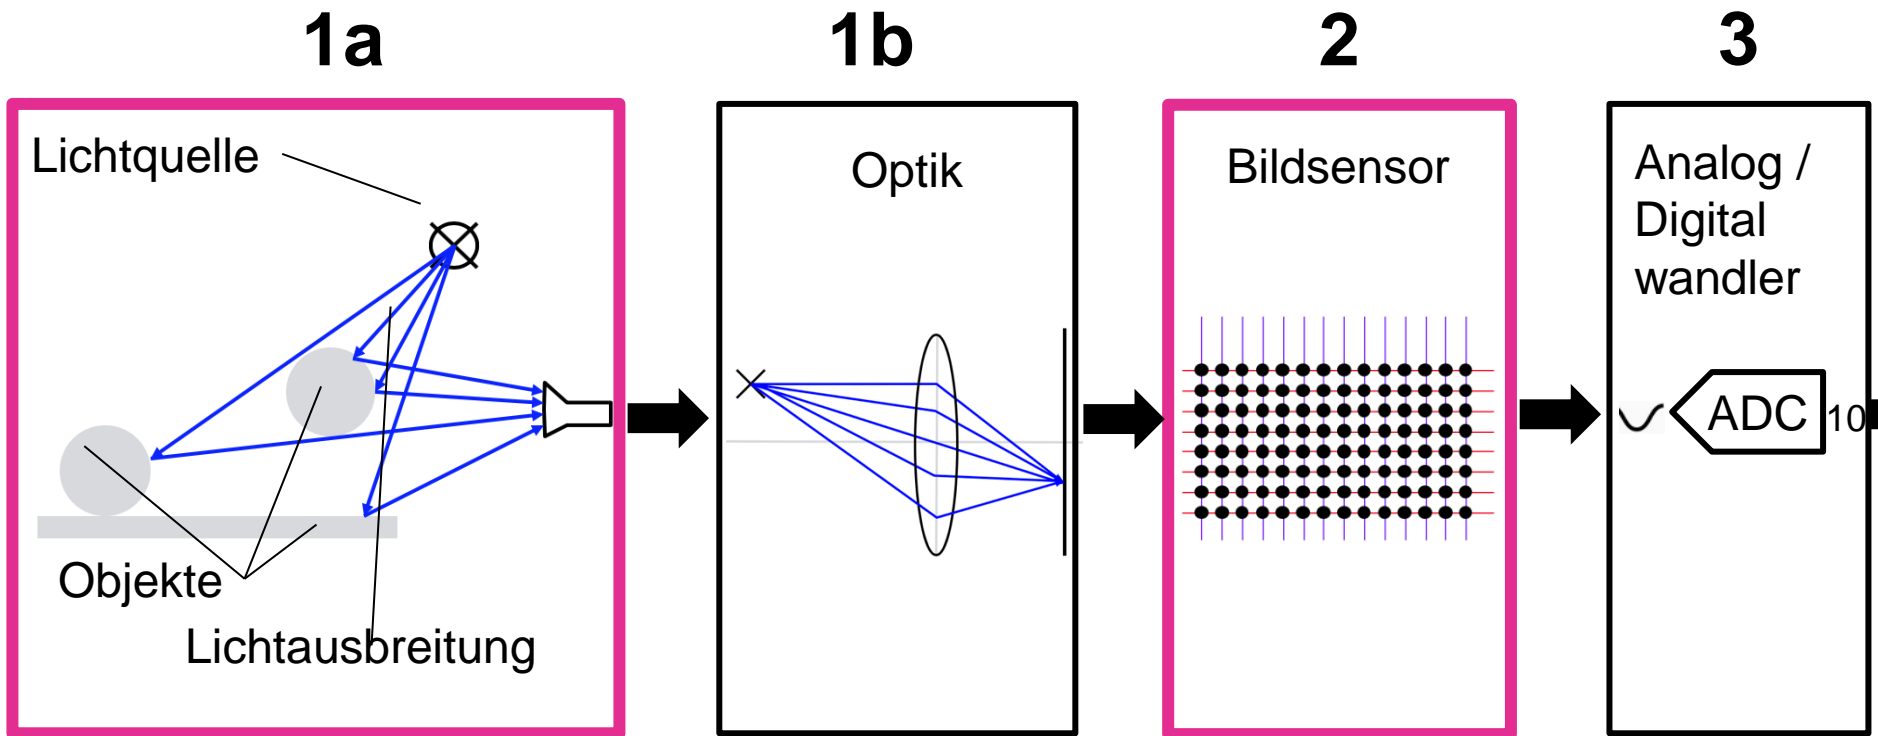 1a
1b
2
3
Lichtquelle
Objekte
Lichtausbreitung
Optik
Bildsensor
Analog /
Digital
wandler
ADC
10